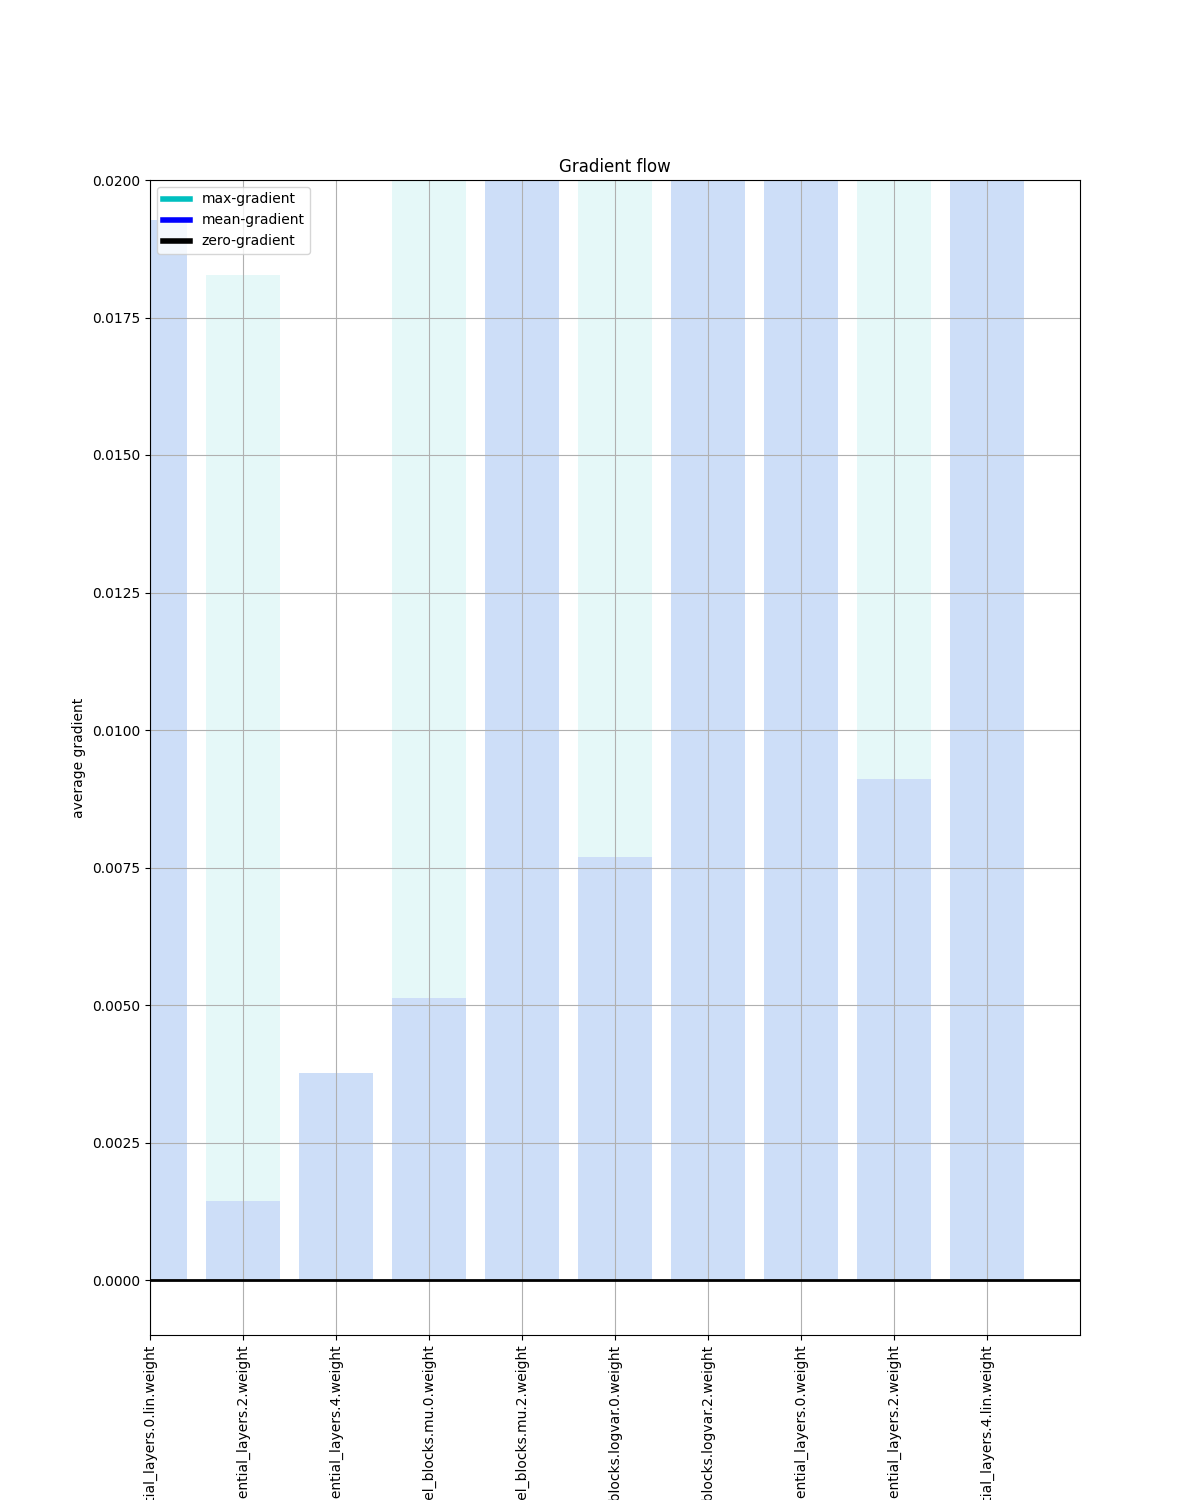 Gradient flow
max-gradient
mean-gradient
zero-gradient
0.0200
0.0175
0.0150
0.0125
0.0100
0.0075
0.0050
0.0025
0.0000
average gradient
tial_layers.0.lin.weight
ential_layers.2.weight
ential_layers.4.weight
el_blocks.mu.0.weight
el_blocks.mu.2.weight
blocks.logvar.0.weight
blocks.logvar.2.weight
ential_layers.0.weight
ential_layers.2.weight
tial_layers.4.lin.weight